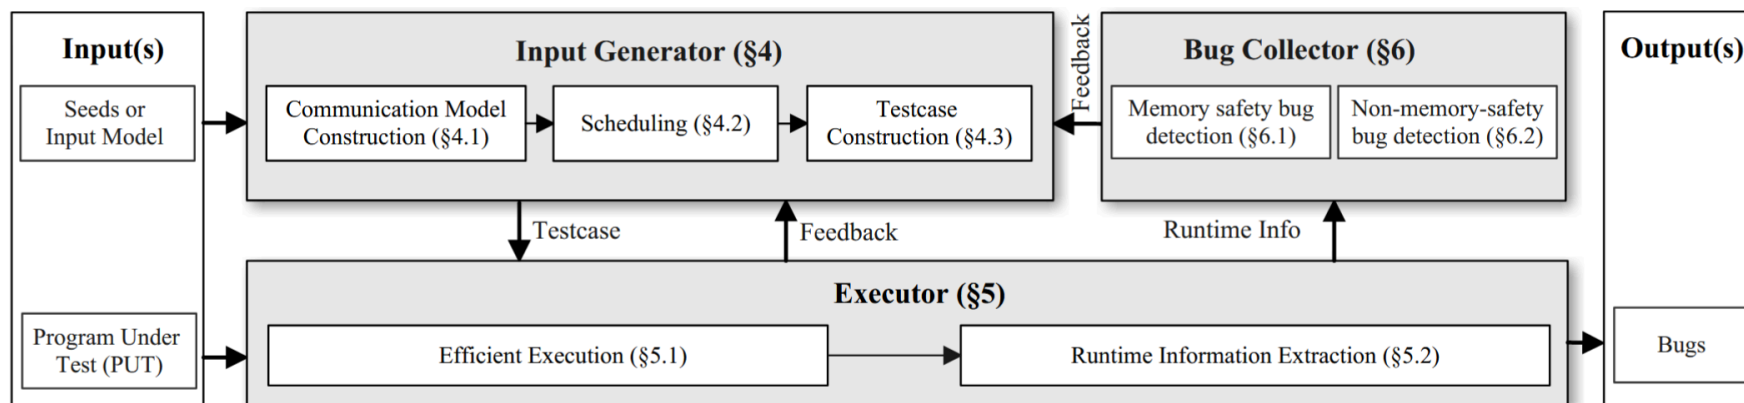 Input(s)
Seeds or
Input Model
Program Under
Test (PUT)
Input Generator (§4)
Communication Model
Construction (§4.1)
Scheduling (§4.2)
Testcase
Construction (§4.3)
Feedback
Bug Collector (§6)
Memory safety bug
detection (§6.1)
Non-memory-safety
bug detection (§6.2)
Testcase
Feedback
Runtime Info
Executor (§5)
Efficient Execution (§5.1)
Runtime Information Extraction (§5.2)
Output(s)
Bugs